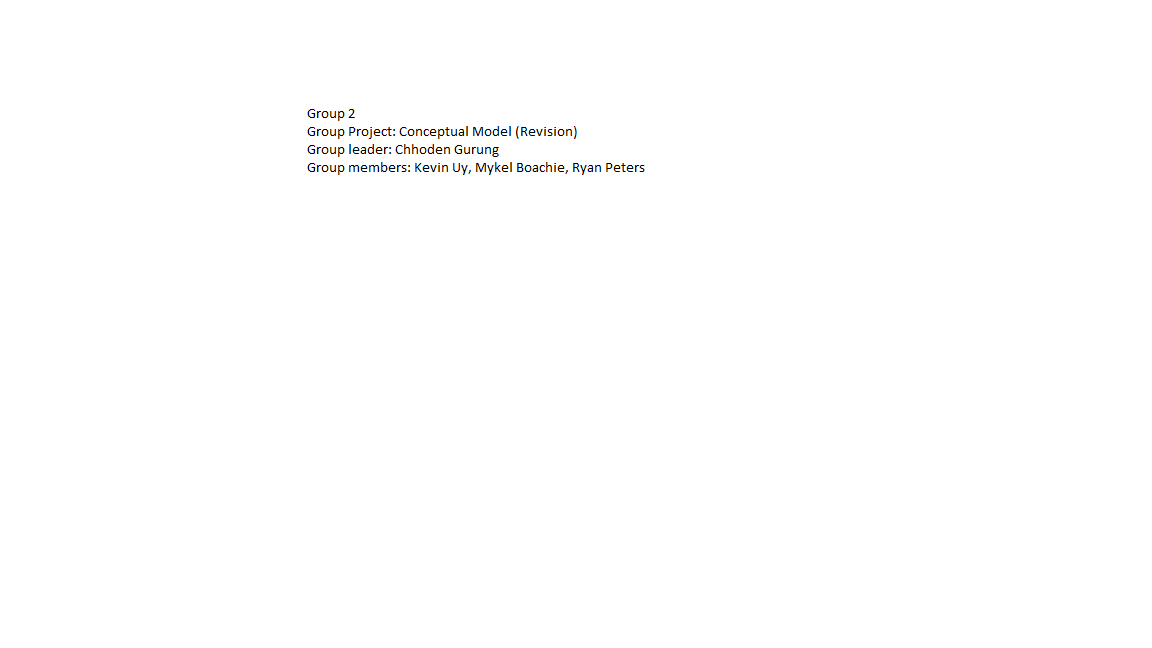 Group 2
Group Project: Conceptual Model (Revision)
Group leader: Chhoden Gurung
Group members: Kevin Uy, Mykel Boachie, Ryan Peters